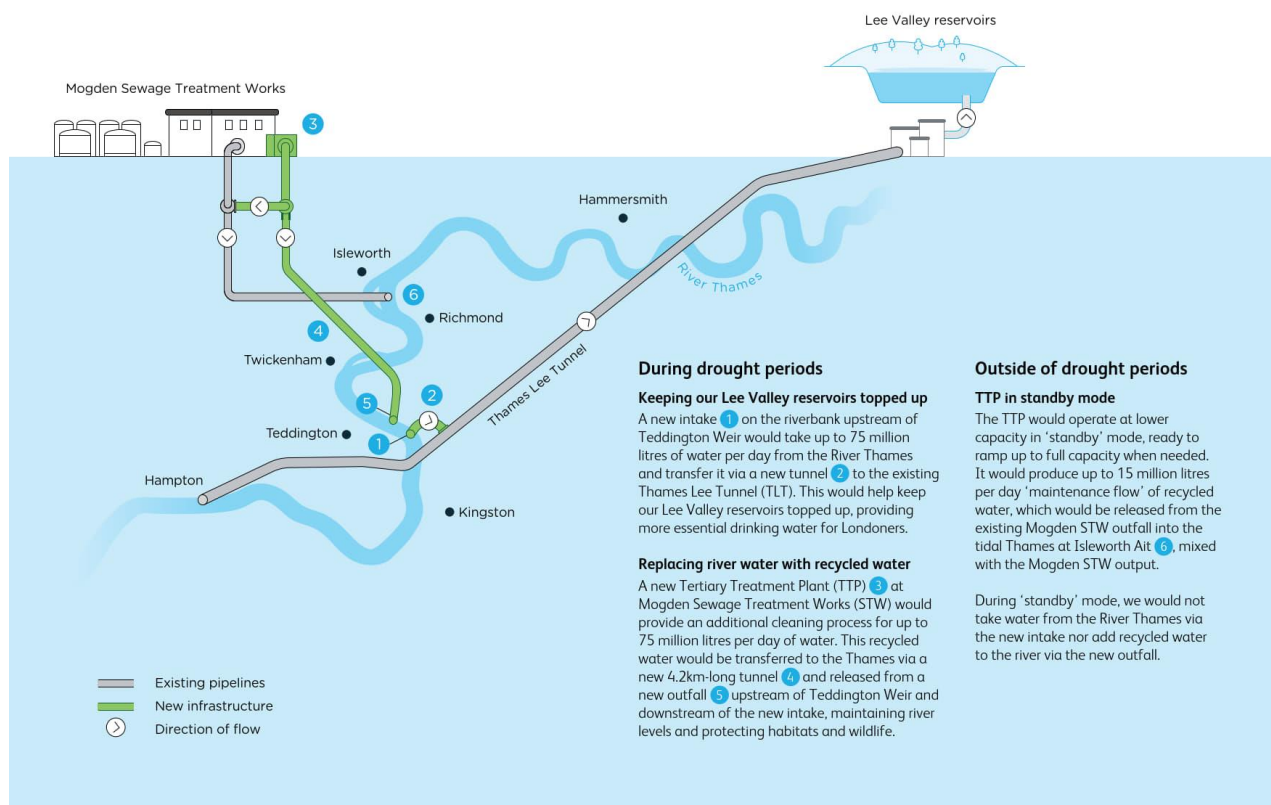 Lee Valley reservoirs
Mogden Sewage Treatment Works
3
Hammersmith
Isleworth
River Thames
6
Richmond
4
Twickenham
Thames Lee Tunnel
2
5
Teddington
1
Hampton
Kingston
During drought periods
Keeping our Lee Valley reservoirs topped up
A new intake 1 on the riverbank upstream of
Teddington Weir would take up to 75 million
litres of water per day from the River Thames
and transfer it via a new tunnel 2 to the existing
Thames Lee Tunnel (TLT). This would help keep
our Lee Valley reservoirs topped up, providing
more essential drinking water for Londoners.
Replacing river water with recycled water
A new Tertiary Treatment Plant (TTP) 3 at
Mogden Sewage Treatment Works (STW) would
provide an additional cleaning process for up to
75 million litres per day of water. This recycled
water would be transferred to the Thames via a
new 4.2km-long tunnel 4 and released from a
new outfall 5 upstream of Teddington Weir and
downstream of the new intake, maintaining river
levels and protecting habitats and wildlife.
Outside of drought periods
TTP in standby mode
The TTP would operate at lower
capacity in ‘standby’ mode, ready to
ramp up to full capacity when needed.
It would produce up to 15 million litres
per day ‘maintenance flow’ of recycled
water, which would be released from the
existing Mogden STW outfall into the
tidal Thames at Isleworth Ait 6, mixed
with the Mogden STW output.
During ‘standby’ mode, we would not
take water from the River Thames via
the new intake nor add recycled water
to the river via the new outfall.
Existing pipelines
New infrastructure
Direction of flow